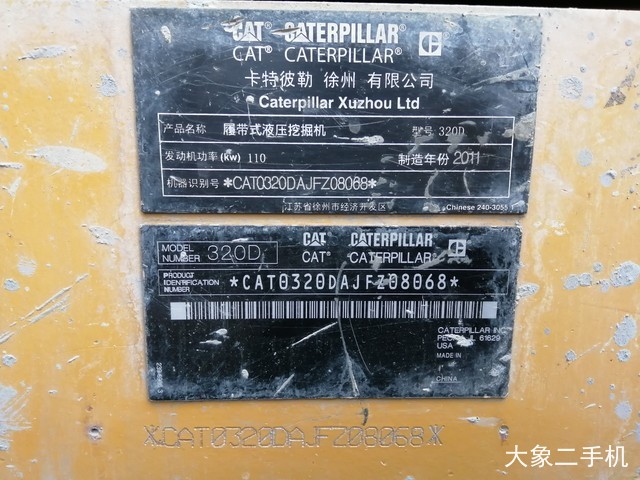 CAT CATERPILLAR®
CAT® CATERPILLAR®
卡特彼勒 徐州 有限公司
Caterpillar Xuzhou Ltd
产品名称 履带式液压挖掘机 型号 320D
发动机功率(kw) 110 制造年份 2011
机器识别号 *CAT0320DAJFZ08068*
江苏省徐州市经济开发区 Chinese 240-3055
MODEL NUMBER 320D
CAT CATERPILLAR
CAT® CATERPILLAR®
PRODUCT
IDENTIFICATION
NUMBER *CAT0320DAJFZ08068*
CATERPILLAR INC
PEORIA, IL 61629
USA
MADE IN
CHINA
*CAT0320DAJFZ08068*
大象二手机